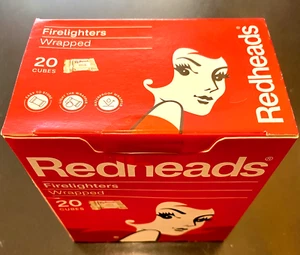 Firelighters
Wrapped
20
CUBES
Redheads
Redheads®
Firelighters
Wrapped
20
CUBES